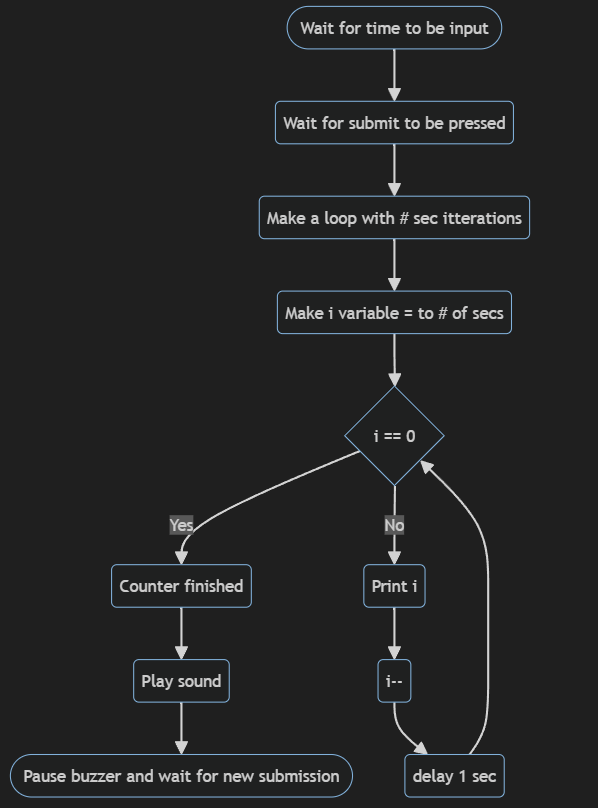 Wait for time to be input
Wait for submit to be pressed
Make a loop with # sec itterations
Make i variable = to # of secs
i == 0
Yes
No
Counter finished
Print i
Play sound
i--
Pause buzzer and wait for new submission
delay 1 sec